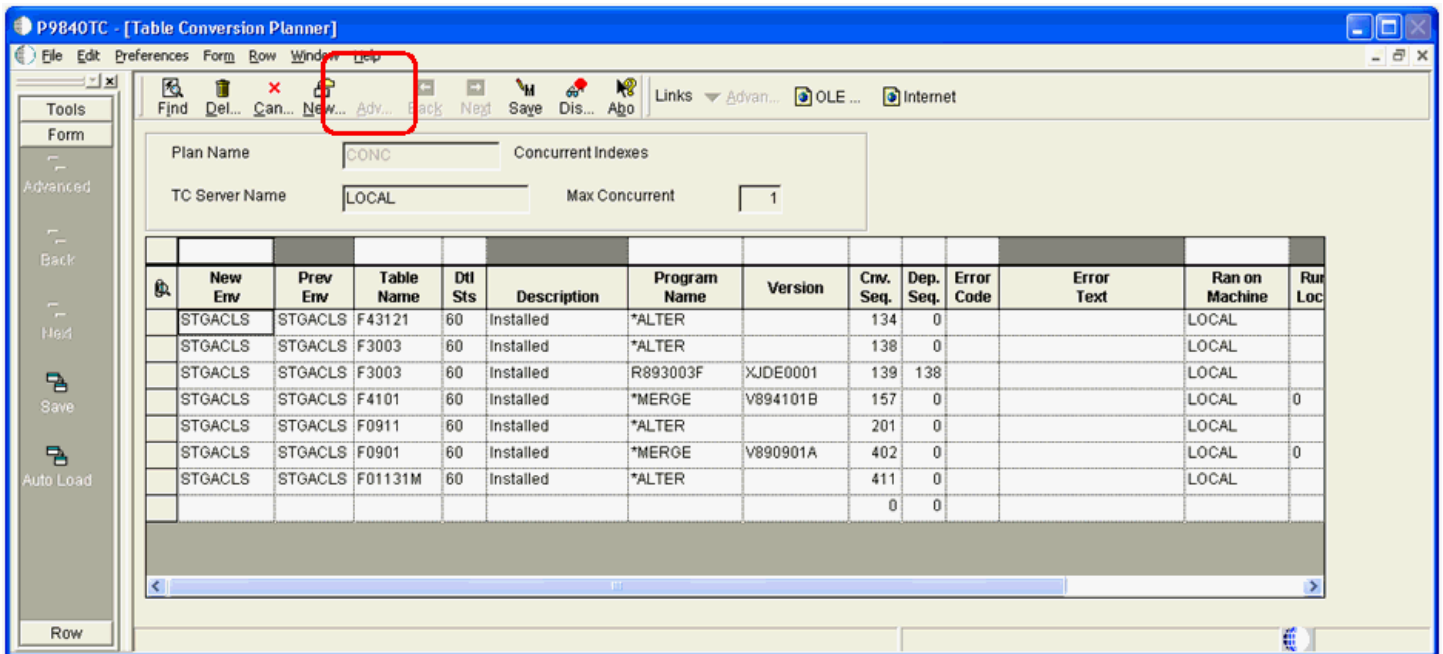 P9840TC - [Table Conversion Planner]
File Edit Preferences Form Row Window Help
Tools
Form
Advanced
Back
Next
Save
Auto Load
Row
Find Del... Can... New... Adv... Back Next Save Dis... Abo Links Advan... OLE ... Internet
Plan Name CONC Concurrent Indexes
TC Server Name LOCAL Max Concurrent 1
New Env Prev Env Table Name Dtl Sts Description Program Name Version Cnv. Seq. Dep. Seq. Error Code Error Text Ran on Machine Run Loc
STGACLS STGACLS F43121 60 Installed *ALTER 134 0 LOCAL
STGACLS STGACLS F3003 60 Installed *ALTER 138 0 LOCAL
STGACLS STGACLS F3003 60 Installed R893003F XJDE0001 139 138 LOCAL
STGACLS STGACLS F4101 60 Installed *MERGE V894101B 157 0 LOCAL 0
STGACLS STGACLS F0911 60 Installed *ALTER 201 0 LOCAL
STGACLS STGACLS F0901 60 Installed *MERGE V890901A 402 0 LOCAL 0
STGACLS STGACLS F01131M 60 Installed *ALTER 411 0 LOCAL
0 0